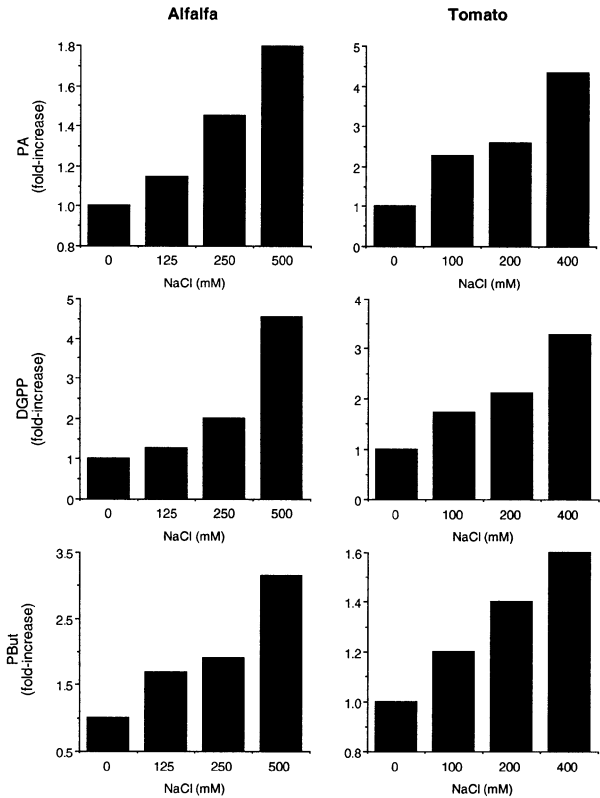 Alfalfa
Tomato
PA
(fold-increase)
1.8
1.6
1.4
1.2
1.0
0.8
0 125 250 500
NaCl (mM)
5
4
3
2
1
0
0 100 200 400
NaCl (mM)
DGPP
(fold-increase)
5
4
3
2
1
0
0 125 250 500
NaCl (mM)
4
3
2
1
0
0 100 200 400
NaCl (mM)
PBut
(fold-increase)
3.5
2.5
1.5
0.5
0 125 250 500
NaCl (mM)
1.6
1.4
1.2
1.0
0.8
0 100 200 400
NaCl (mM)